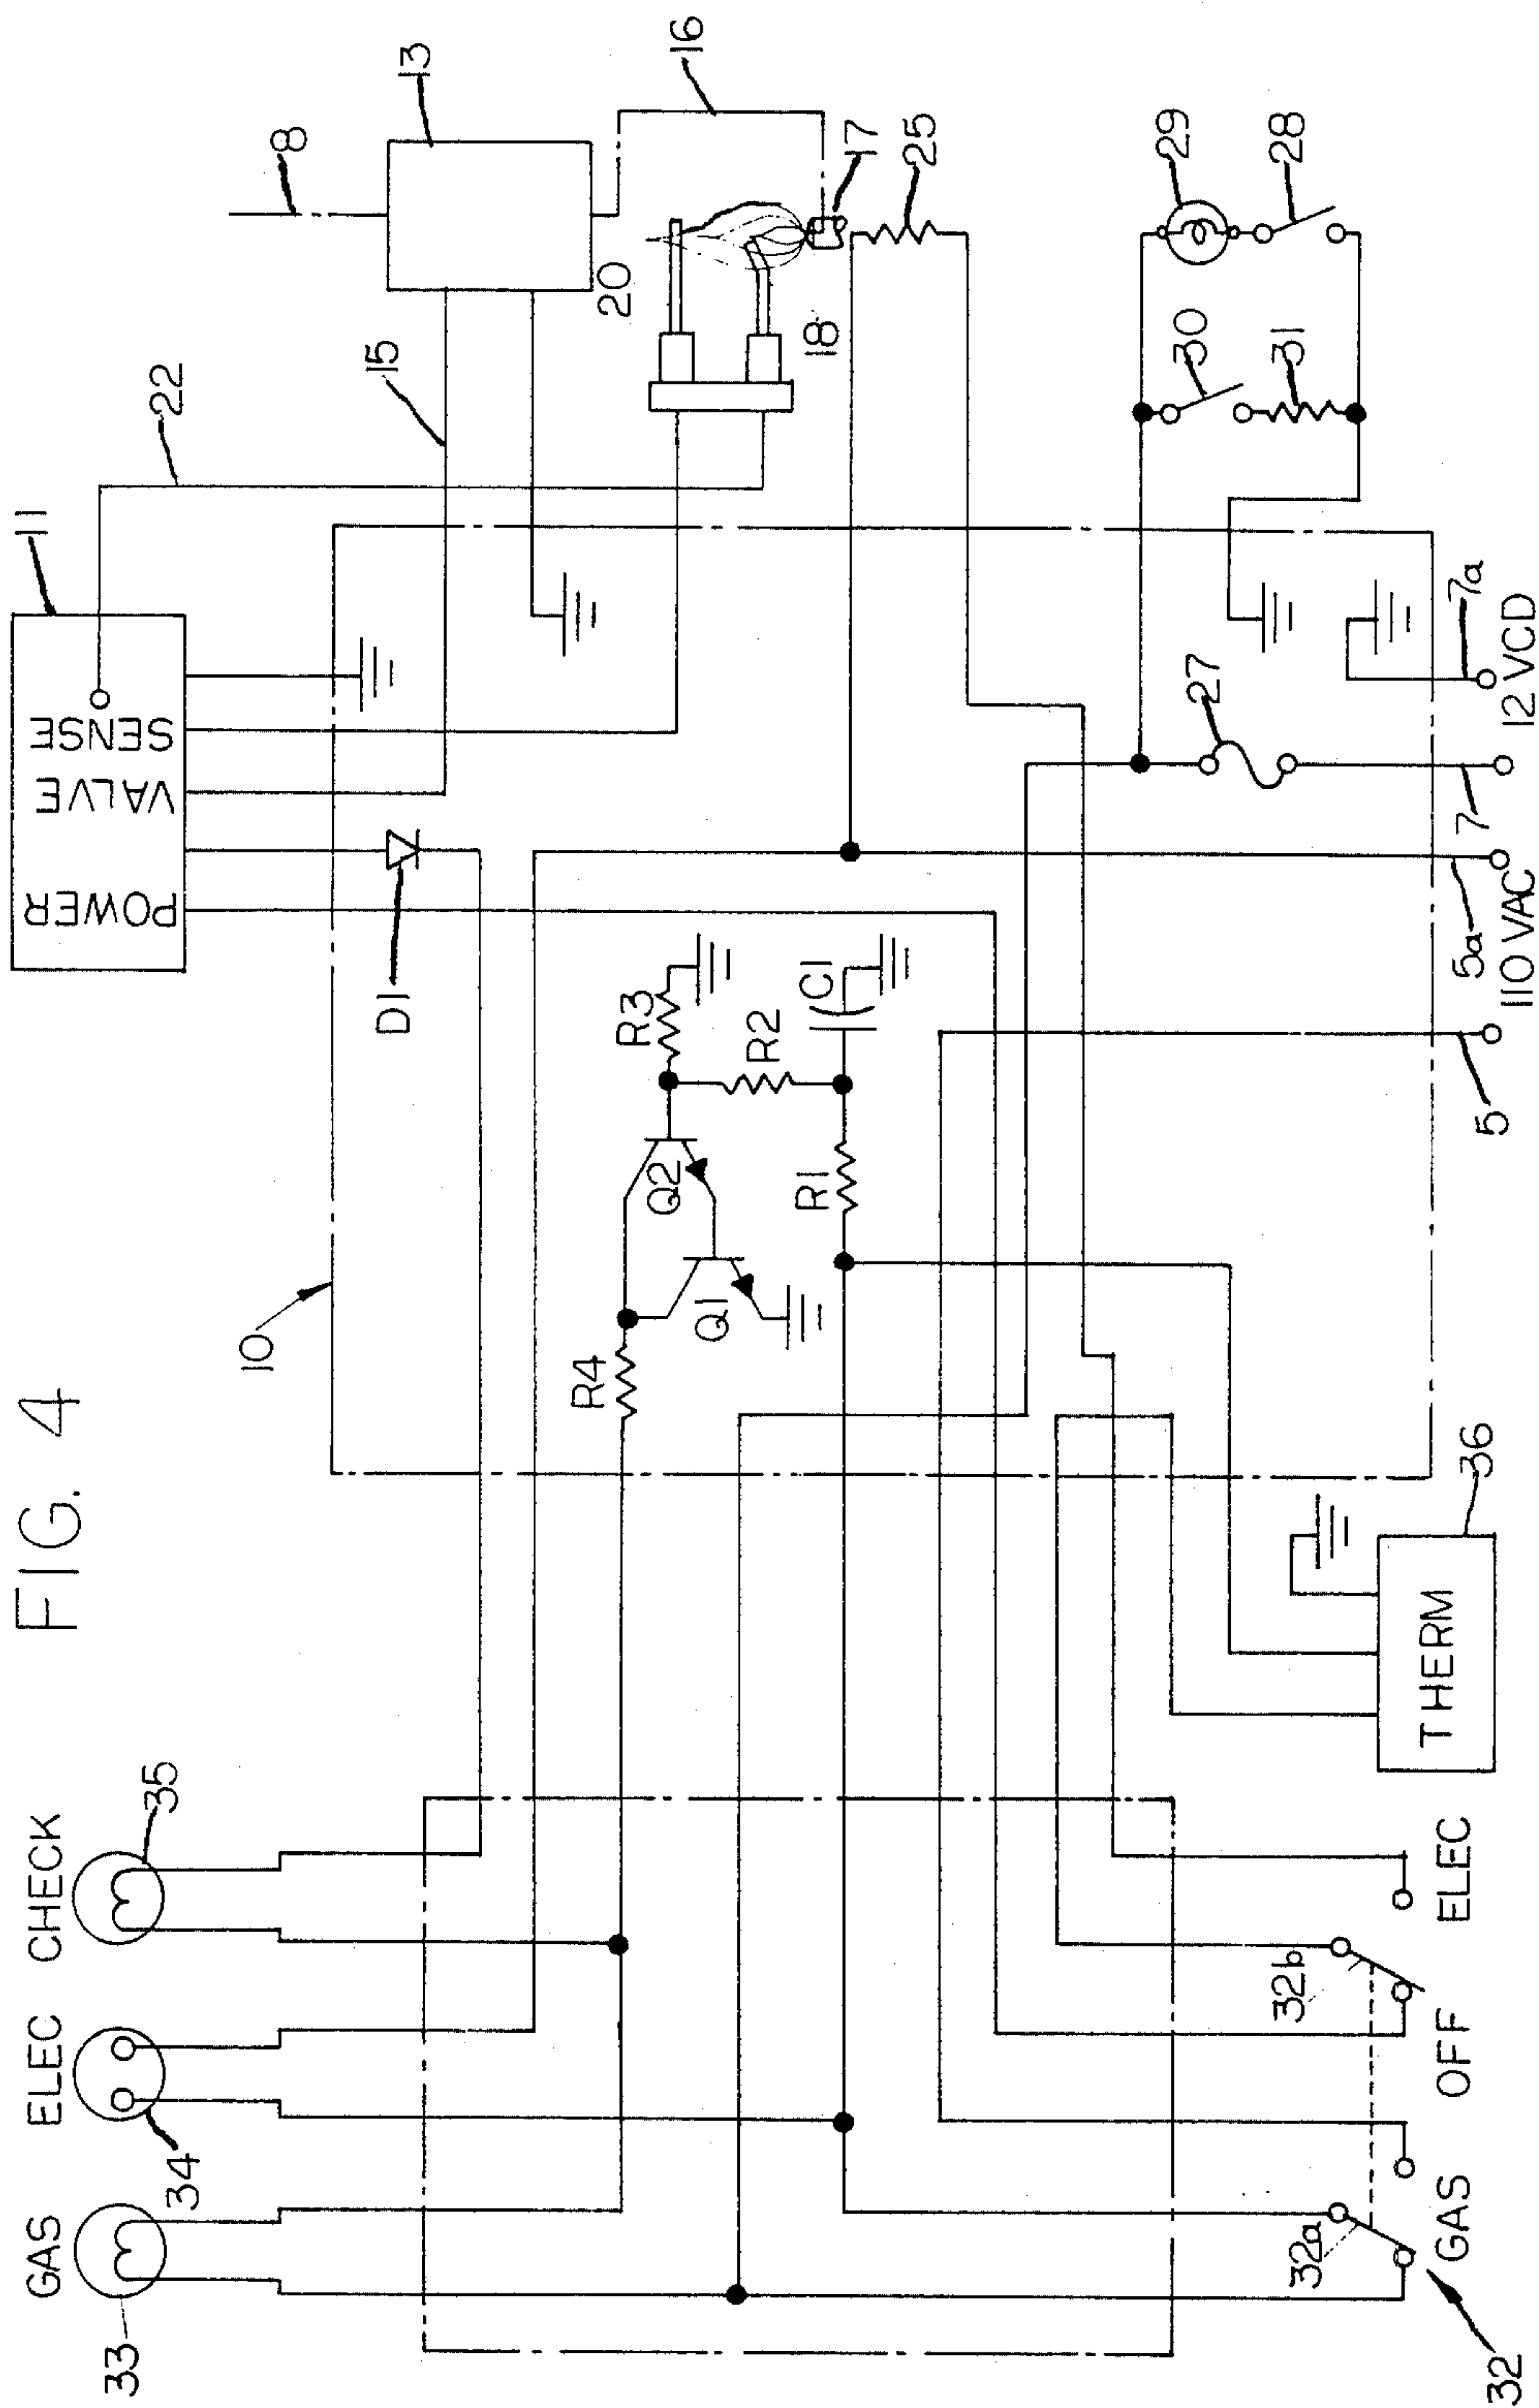 FIG. 4
GAS
ELEC
CHECK
33
34
35
10
11
POWER
VALVE
SENSE
22
15
8
13
16
20
18
17
25
D1
R4
Q1
Q2
R3
R2
R1
C1
29
28
30
31
27
32
32a
32b
GAS
OFF
ELEC
THERM
36
5
5a
110 VAC
7
7a
12 VCD